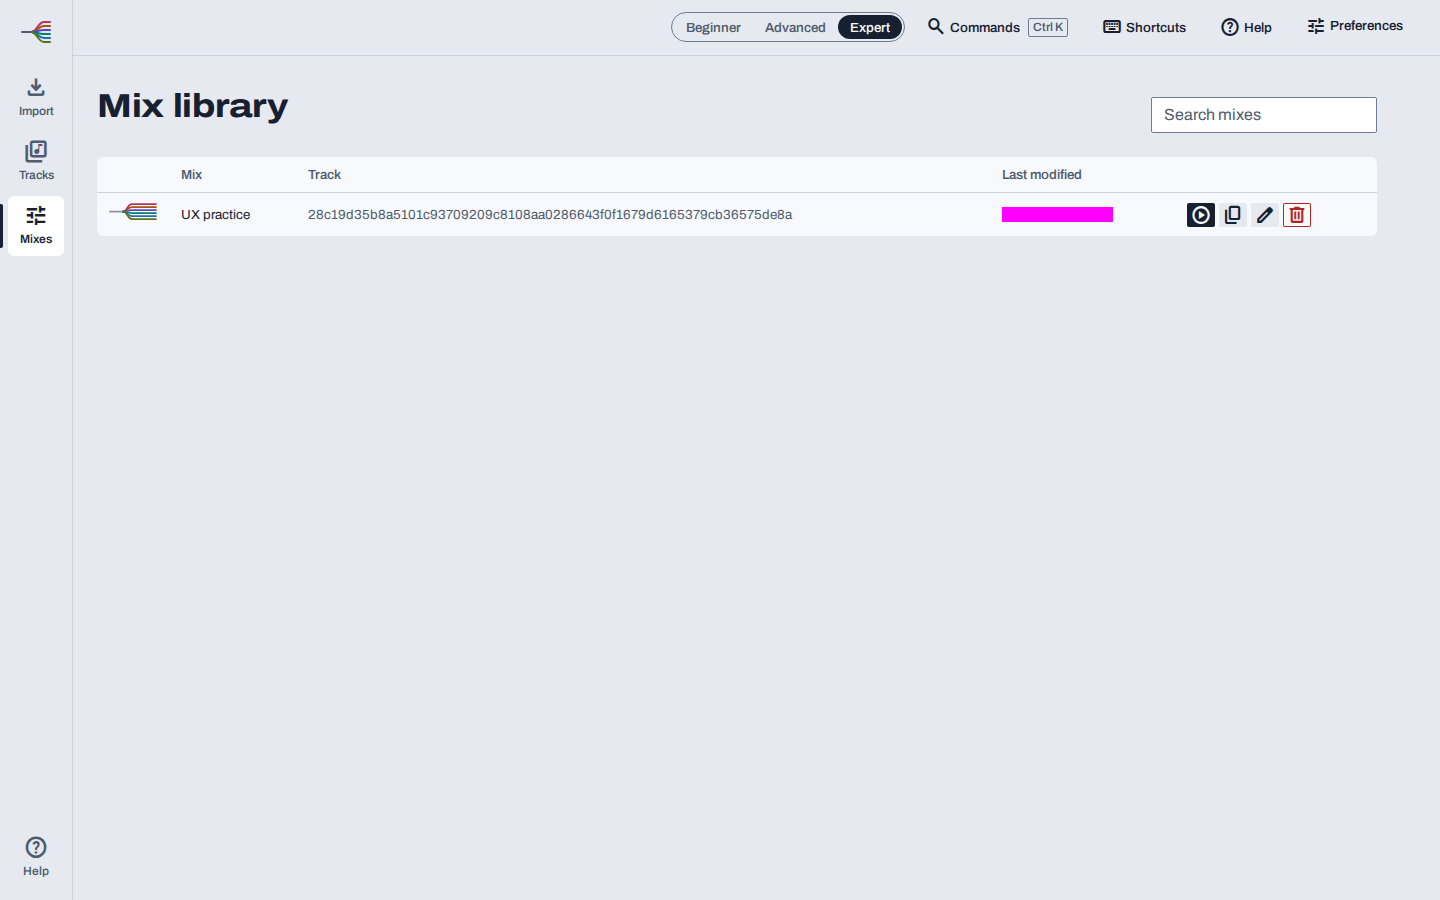 Beginner Advanced Expert Commands Ctrl K Shortcuts Help Preferences
Import
Tracks
Mixes
Help
Mix library
Search mixes
Mix Track Last modified
UX practice 28c19d35b8a5101c93709209c8108aa0286643f0f1679d6165379cb36575de8a